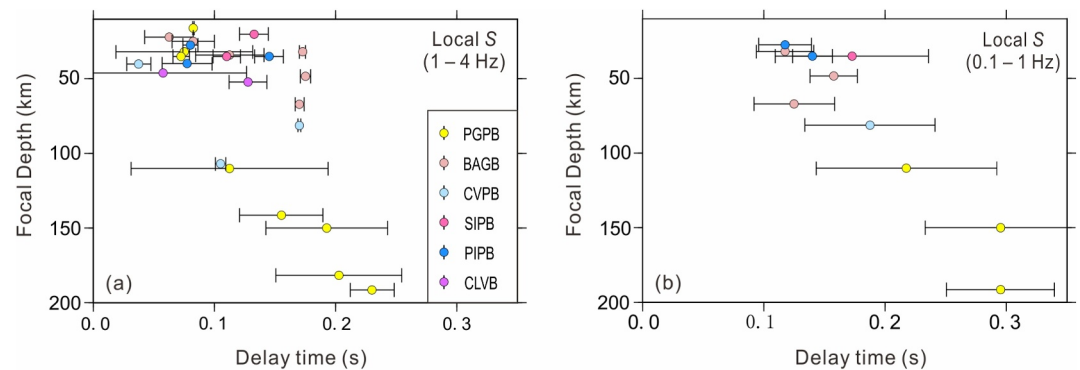 Local S
(1 – 4 Hz)
50
100
150
200
Focal Depth (km)
PGPB
BAGB
CVPB
SIPB
PIPB
CLVB
(a)
0.0
0.1
0.2
0.3
Delay time (s)
Local S
(0.1 – 1 Hz)
50
100
150
200
Focal Depth (km)
(b)
0.0
0.1
0.2
0.3
Delay time (s)